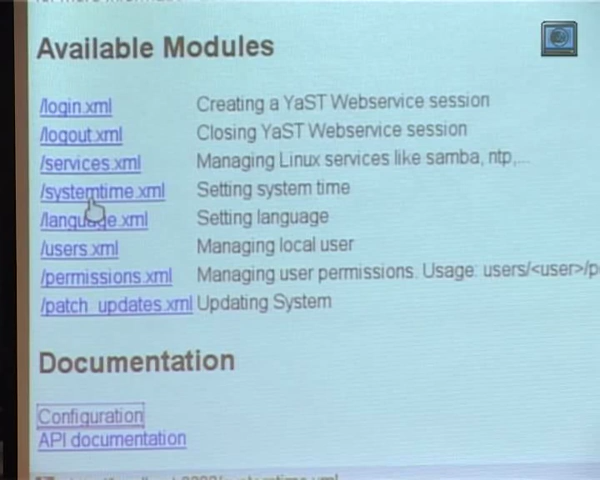 Available Modules
/login.xml Creating a YaST Webservice session
/logout.xml Closing YaST Webservice session
/services.xml Managing Linux services like samba, ntp,...
/systemtime.xml Setting system time
/language.xml Setting language
/users.xml Managing local user
/permissions.xml Managing user permissions. Usage: users/<user>/p
/patch_updates.xml Updating System
Documentation
Configuration
API documentation